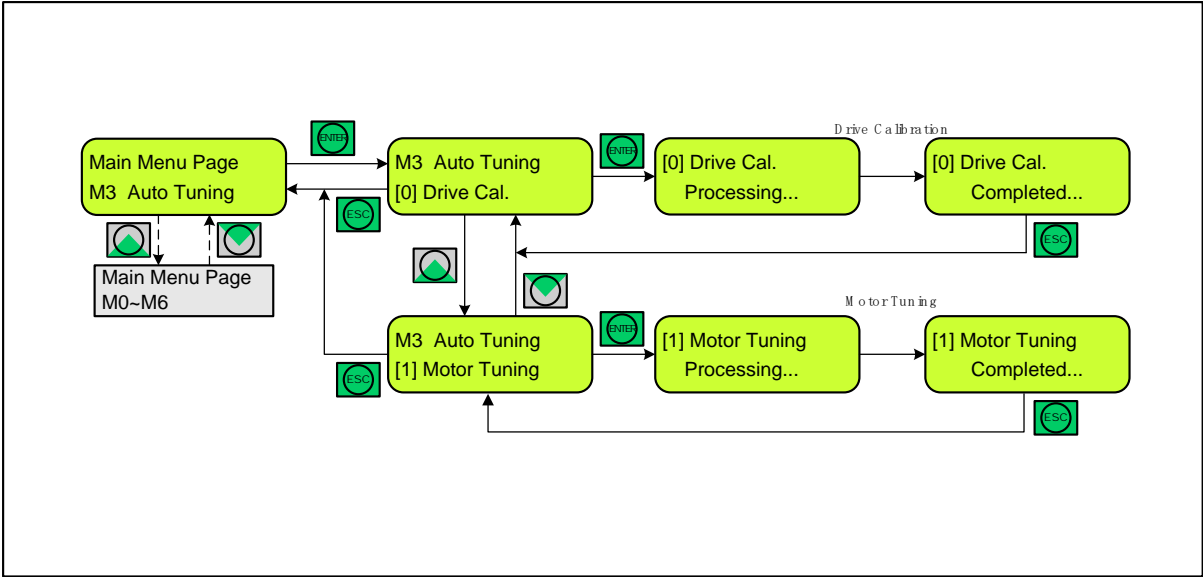 Drive Calibration
ENTER
ENTER
Main Menu Page
M3 Auto Tuning
M3 Auto Tuning
[0] Drive Cal.
[0] Drive Cal.
Processing...
[0] Drive Cal.
Completed...
ESC
ESC
Main Menu Page
M0~M6
Motor Tuning
ENTER
M3 Auto Tuning
[1] Motor Tuning
[1] Motor Tuning
Processing...
[1] Motor Tuning
Completed...
ESC
ESC